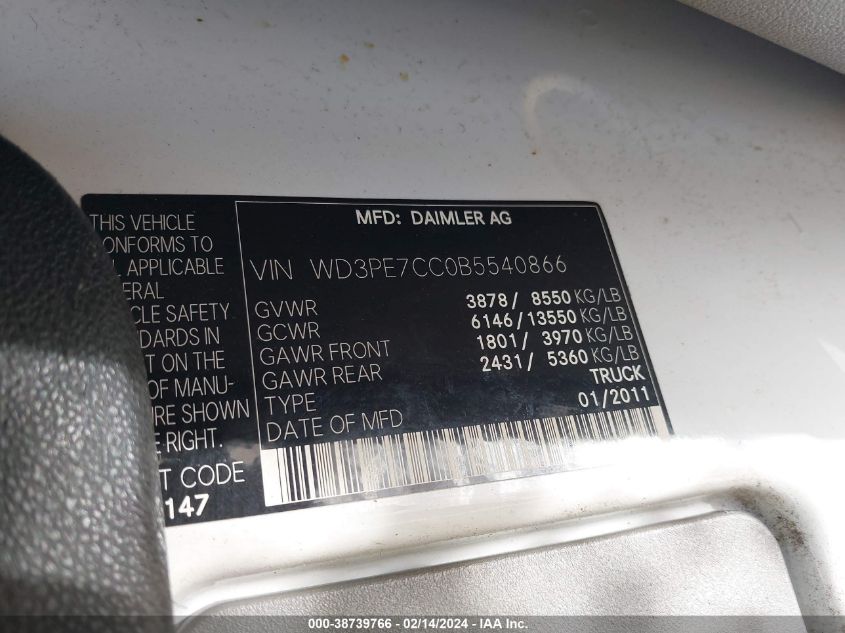 THIS VEHICLE
ONFORMS TO
APPLICABLE
ERAL
CLE SAFETY
DARDS IN
T ON THE
OF MANU-
RE SHOWN
E RIGHT.
T CODE
147
MFD: DAIMLER AG
VIN WD3PE7CC0B5540866
GVWR 3878/ 8550 KG/LB
GCWR 6146/13550 KG/LB
GAWR FRONT 1801/ 3970 KG/LB
GAWR REAR 2431/ 5360 KG/LB
TYPE TRUCK
DATE OF MFD 01/2011
000-38739766 - 02/14/2024 - IAA Inc.